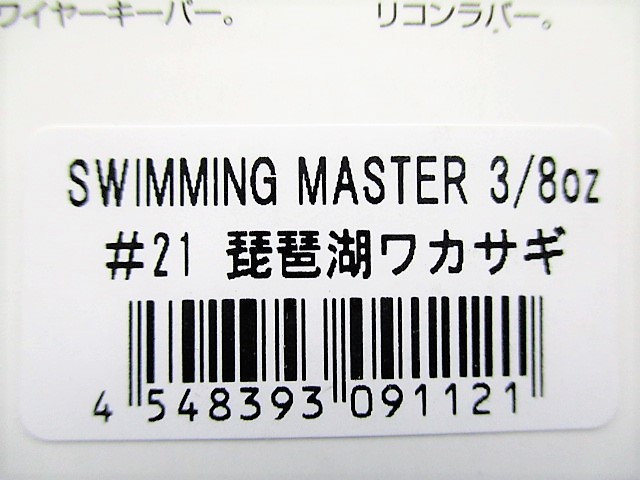 ワイヤーキーパー。
リコンラバー。
SWIMMING MASTER 3/8oz
#21 琵琶湖ワカサギ
4 548393 091121